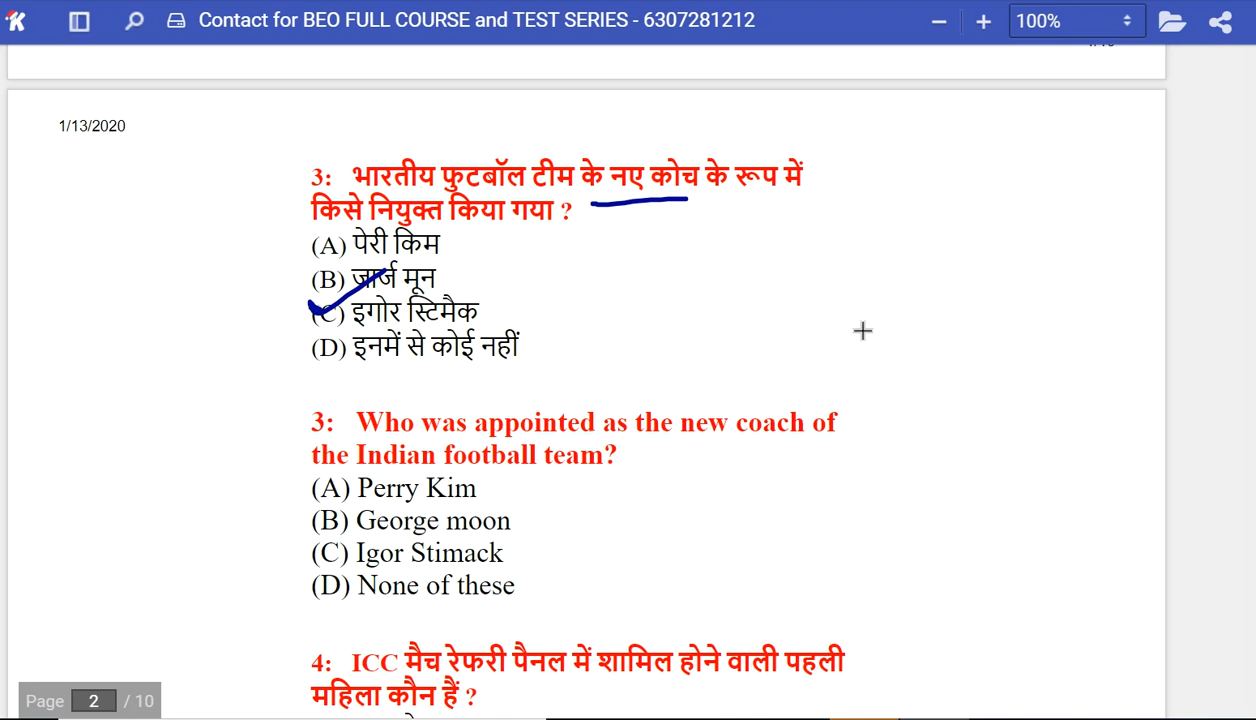 Contact for BEO FULL COURSE and TEST SERIES - 6307281212
100%
1/13/2020
3: भारतीय फुटबॉल टीम के नए कोच के रूप में
किसे नियुक्त किया गया ?
(A) पेरी किम
(B) जार्ज मून
(C) इगोर स्टिमैक
(D) इनमें से कोई नहीं
3: Who was appointed as the new coach of
the Indian football team?
(A) Perry Kim
(B) George moon
(C) Igor Stimack
(D) None of these
4: ICC मैच रेफरी पैनल में शामिल होने वाली पहली
महिला कौन हैं ?
Page 2 / 10